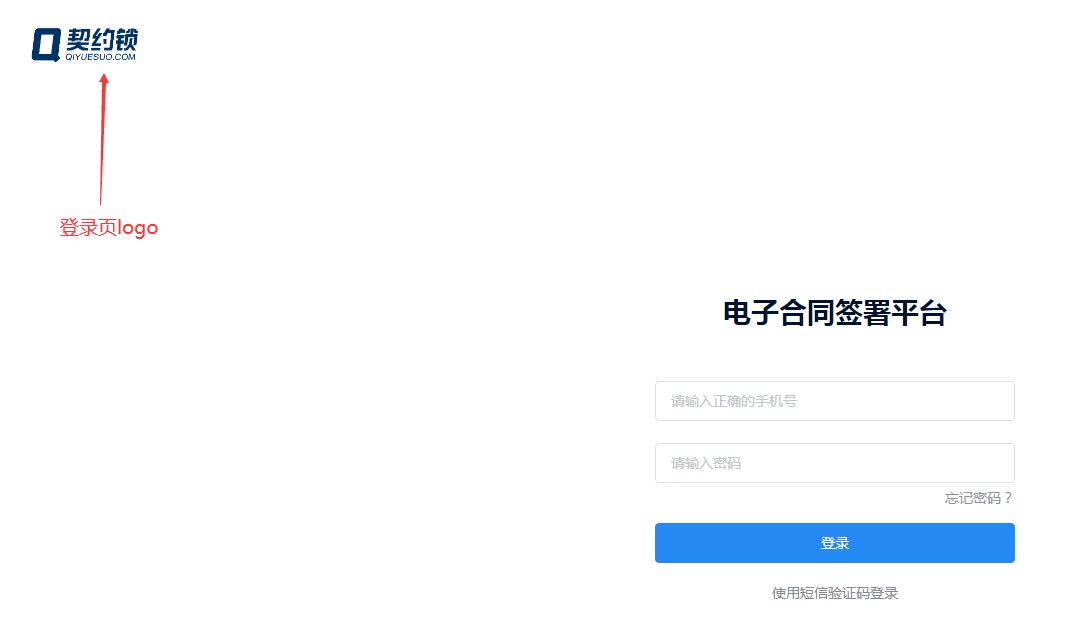 契约锁
QIYUESUO.COM
登录页logo
电子合同签署平台
请输入正确的手机号
请输入密码
忘记密码？
登录
使用短信验证码登录